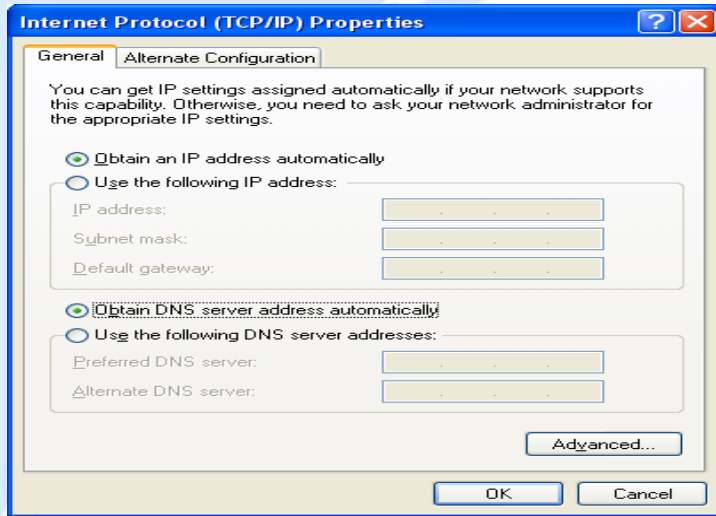 Internet Protocol (TCP/IP) Properties
General
Alternate Configuration
You can get IP settings assigned automatically if your network supports
this capability. Otherwise, you need to ask your network administrator for
the appropriate IP settings.
Obtain an IP address automatically
Use the following IP address:
IP address:
Subnet mask:
Default gateway:
Obtain DNS server address automatically
Use the following DNS server addresses:
Preferred DNS server:
Alternate DNS server:
Advanced...
OK
Cancel